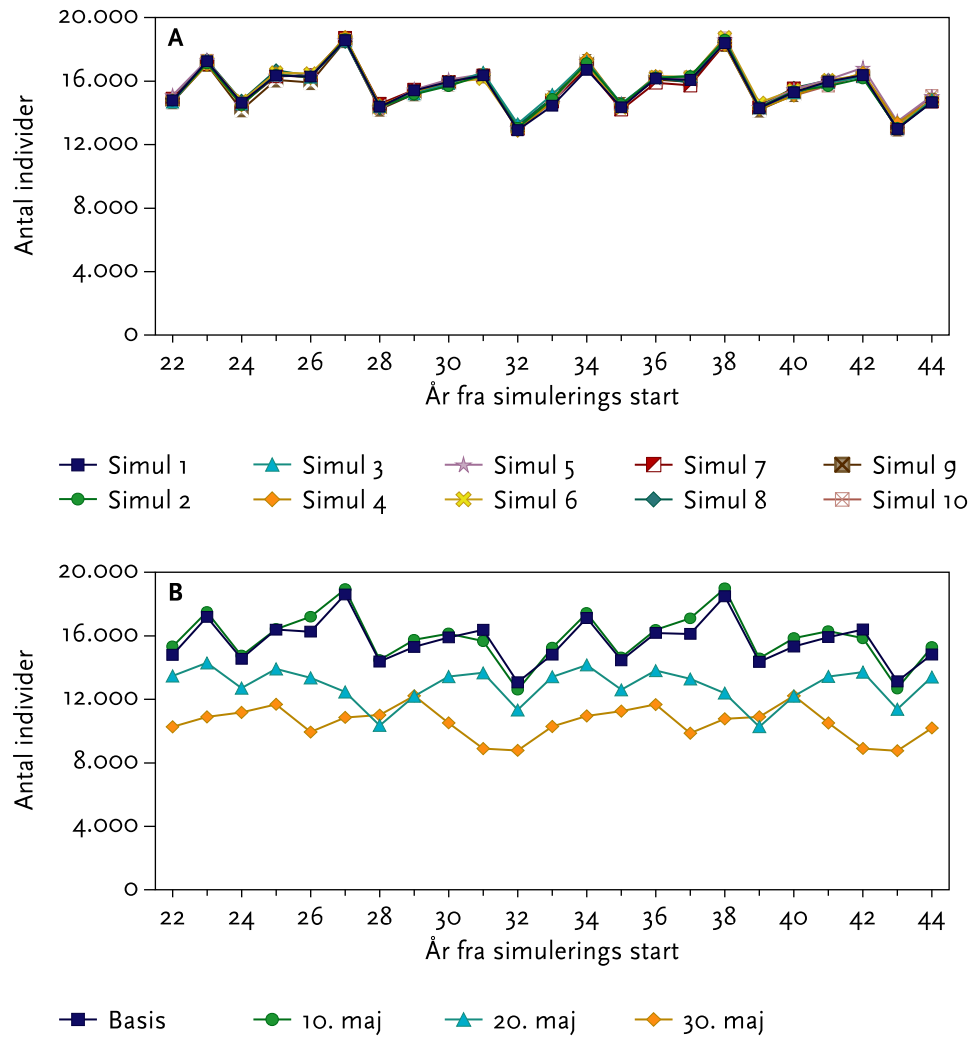 20.000
A
16.000
12.000
8.000
4.000
0
Antal individer
22 24 26 28 30 32 34 36 38 40 42 44
År fra simulerings start
Simul 1 Simul 3 Simul 5 Simul 7 Simul 9
Simul 2 Simul 4 Simul 6 Simul 8 Simul 10
20.000
B
16.000
12.000
8.000
4.000
0
Antal individer
22 24 26 28 30 32 34 36 38 40 42 44
År fra simulerings start
Basis 10. maj 20. maj 30. maj